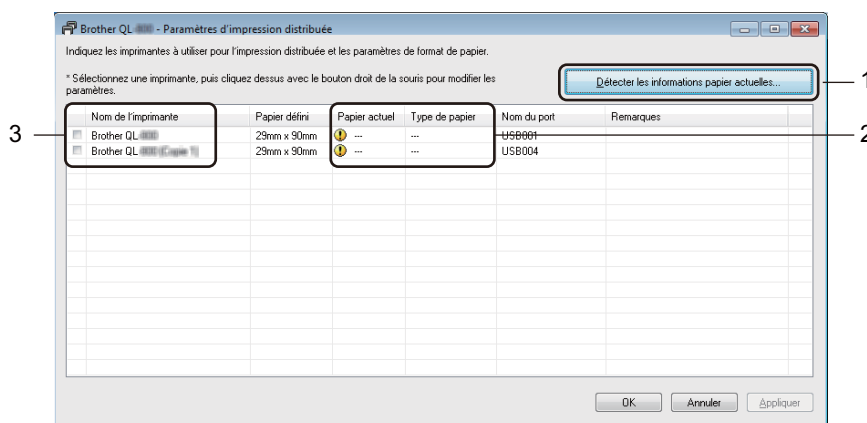 Brother QL - Paramètres d'impression distribuée
Indiquez les imprimantes à utiliser pour l'impression distribuée et les paramètres de format de papier.
* Sélectionnez une imprimante, puis cliquez dessus avec le bouton droit de la souris pour modifier les
paramètres.
Détecter les informations papier actuelles...
1
Nom de l'imprimante Papier défini Papier actuel Type de papier Nom du port Remarques
3
Brother QL 29mm x 90mm --- --- USB001
2
Brother QL 29mm x 90mm --- --- USB004
OK Annuler Appliquer